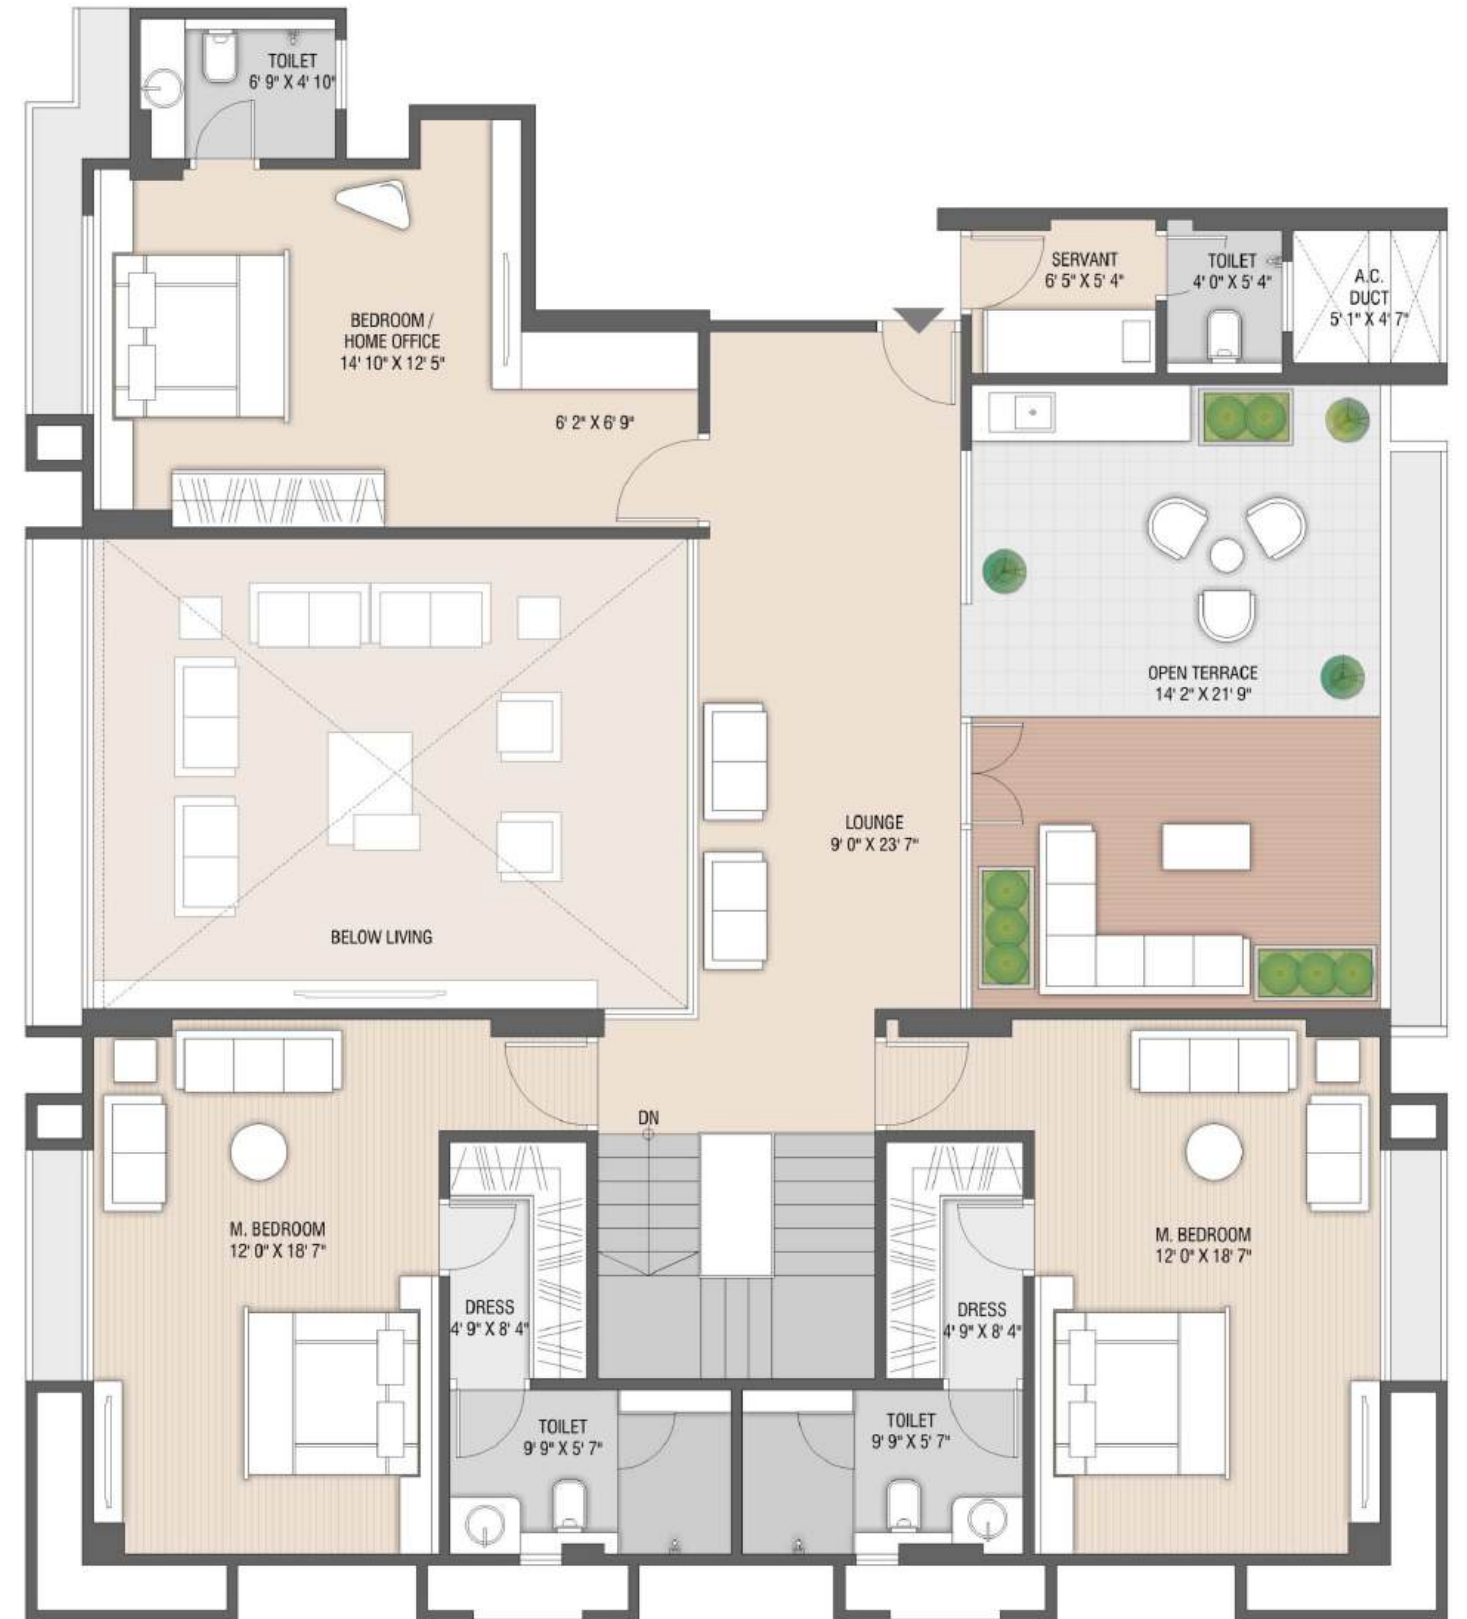 TOILET
6' 9" X 4' 10"
SERVANT
6' 5" X 5' 4"
TOILET
4' 0" X 5' 4"
A.C.
DUCT
5' 1" X 4' 7"
BEDROOM /
HOME OFFICE
14' 10" X 12' 5"
6' 2" X 6' 9"
OPEN TERRACE
14' 2" X 21' 9"
LOUNGE
9' 0" X 23' 7"
BELOW LIVING
DN
M. BEDROOM
12' 0" X 18' 7"
M. BEDROOM
12' 0" X 18' 7"
DRESS
4' 9" X 8' 4"
DRESS
4' 9" X 8' 4"
TOILET
9' 9" X 5' 7"
TOILET
9' 9" X 5' 7"